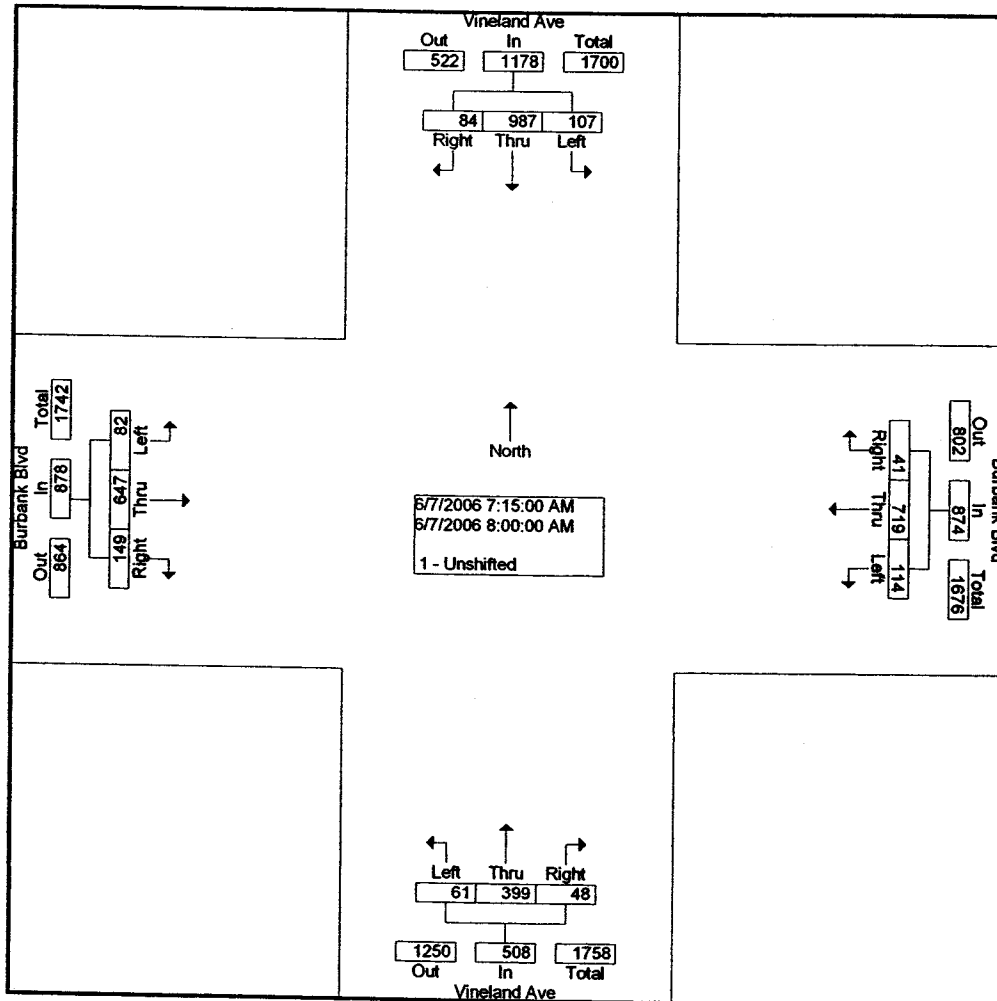 Vineland Ave
Out In Total
522 1178 1700
84 987 107
Right Thru Left
Burbank Blvd
Total In Out
1742 878 864
82 647 149
Left Thru Right
North
6/7/2006 7:15:00 AM
6/7/2006 8:00:00 AM
1 - Unshifted
Right Thru Left
41 719 114
Out In Total
802 874 1676
Burbank Blvd
Left Thru Right
61 399 48
1250 508 1758
Out In Total
Vineland Ave